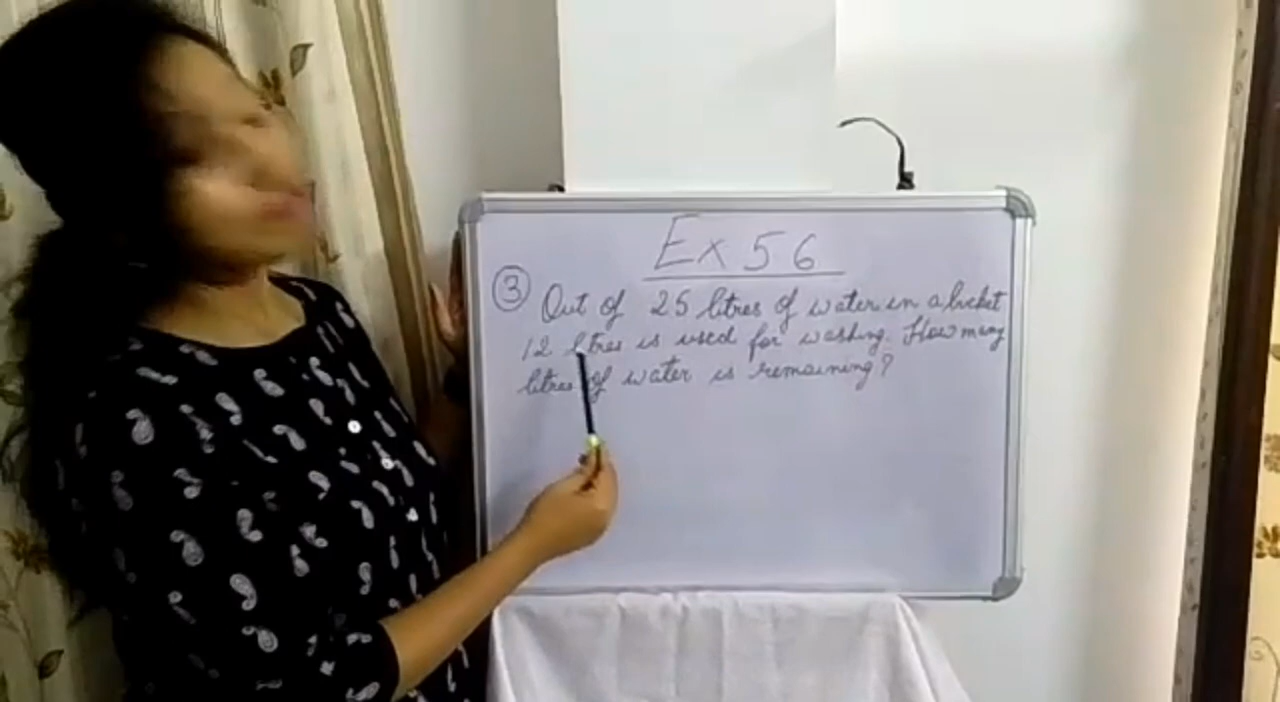 Ex 56
③ Out of 25 litres of water in a bucket
12 litres is used for washing. How many
litres of water is remaining?